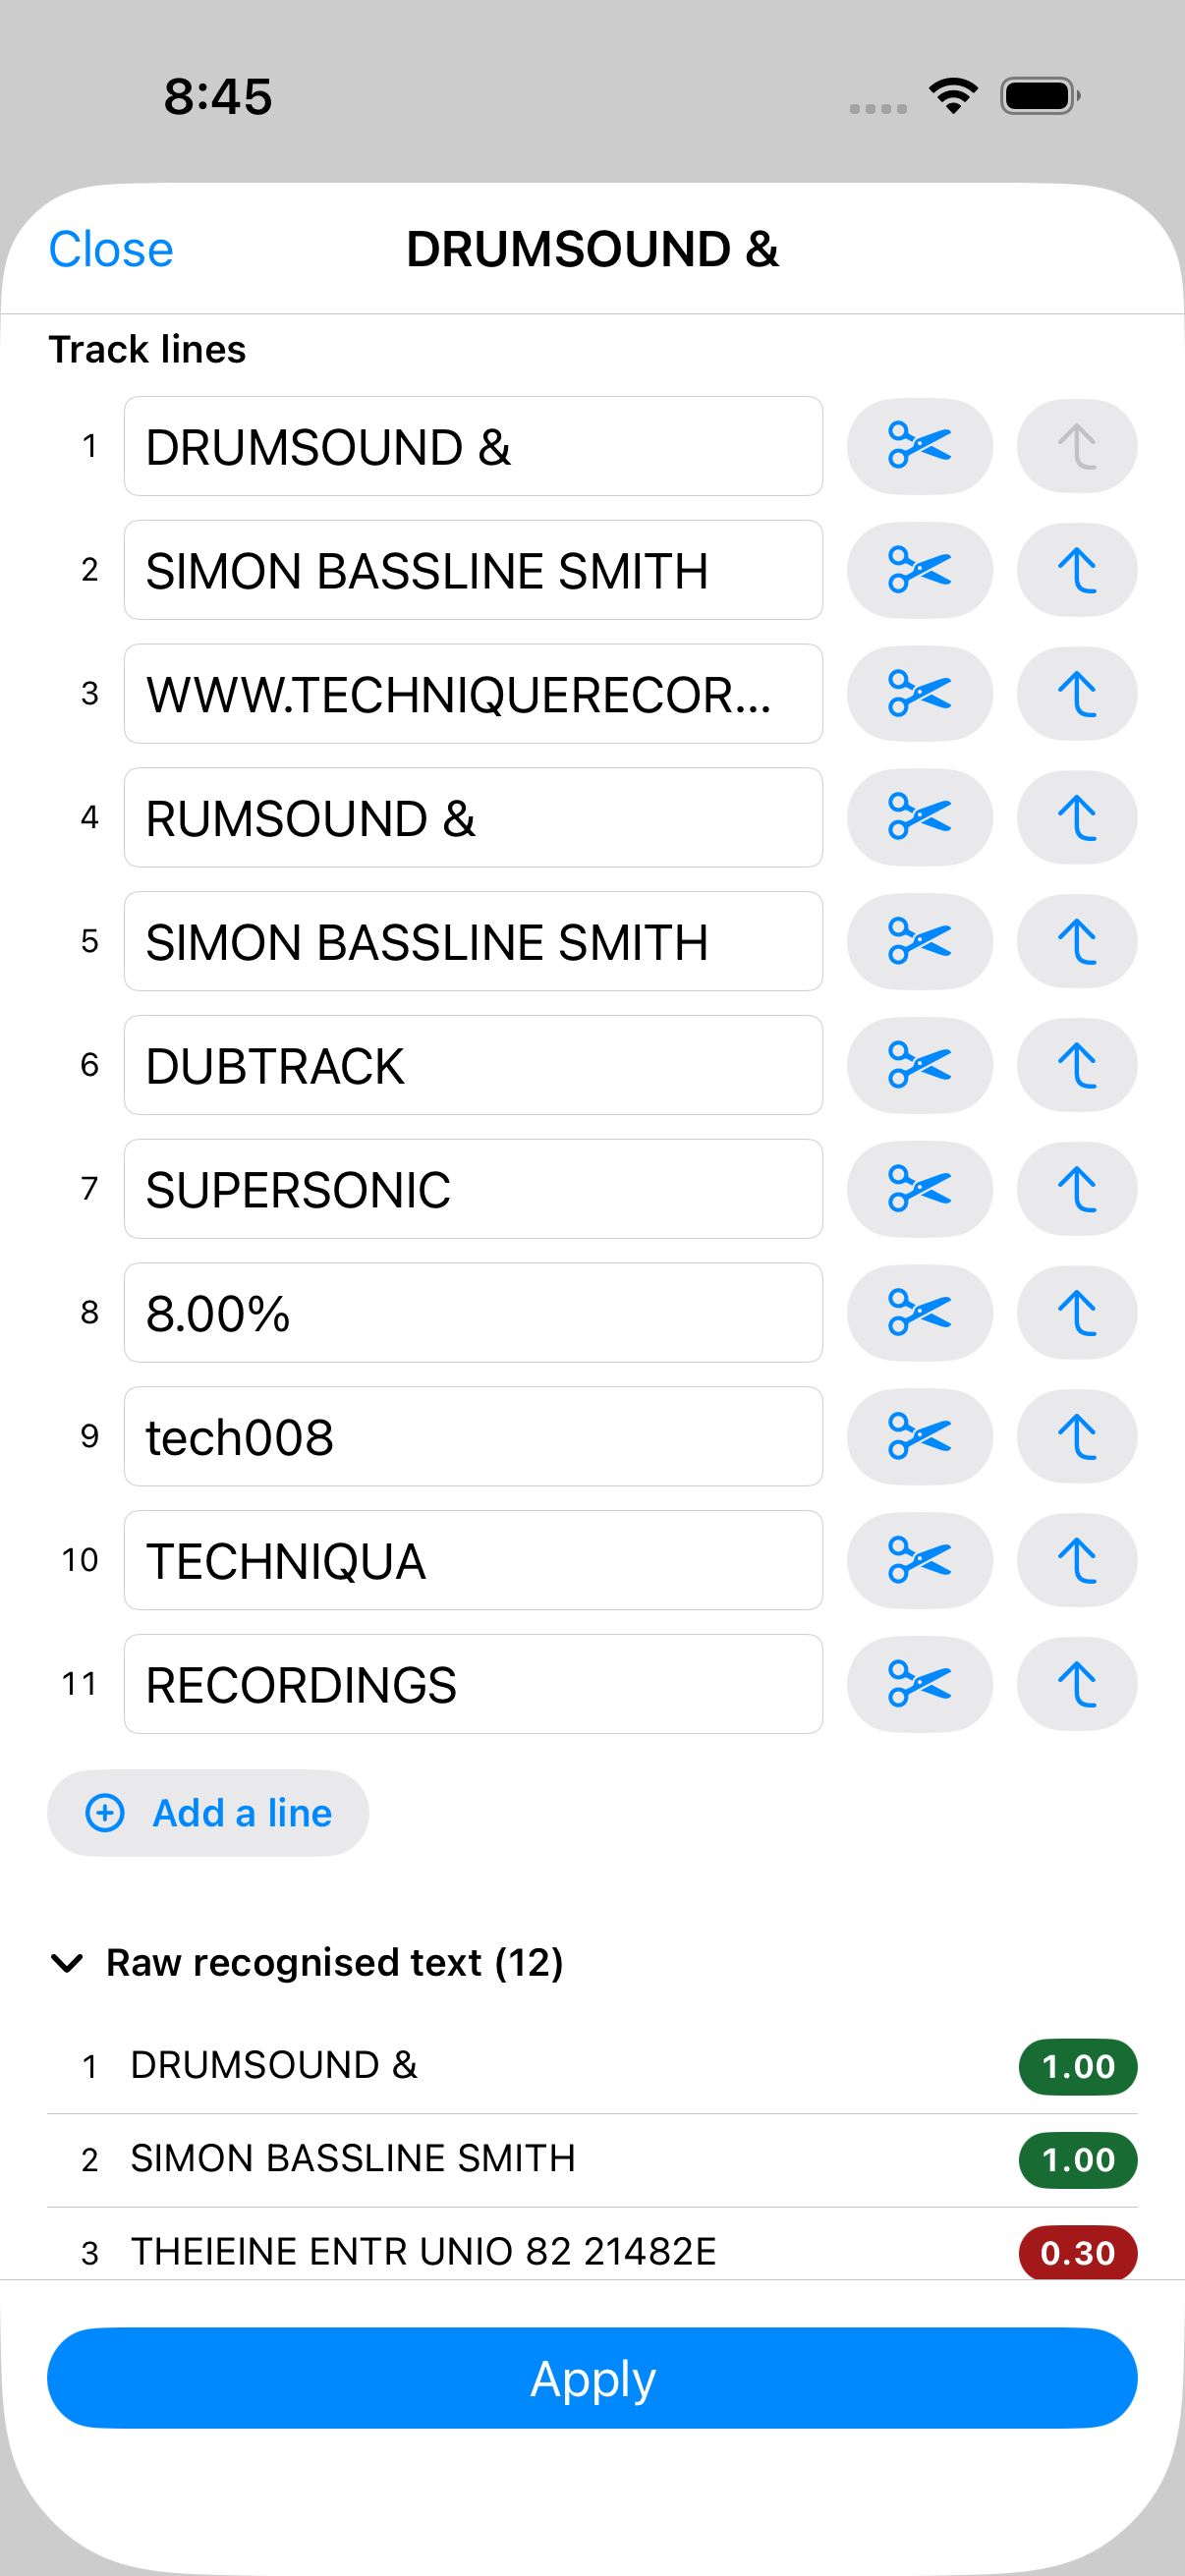 8:45
Close
DRUMSOUND &
Track lines
1 DRUMSOUND &
2 SIMON BASSLINE SMITH
3 WWW.TECHNIQUERECOR...
4 RUMSOUND &
5 SIMON BASSLINE SMITH
6 DUBTRACK
7 SUPERSONIC
8 8.00%
9 tech008
10 TECHNIQUA
11 RECORDINGS
Add a line
Raw recognised text (12)
1 DRUMSOUND & 1.00
2 SIMON BASSLINE SMITH 1.00
3 THEIEINE ENTR UNIO 82 21482E 0.30
Apply